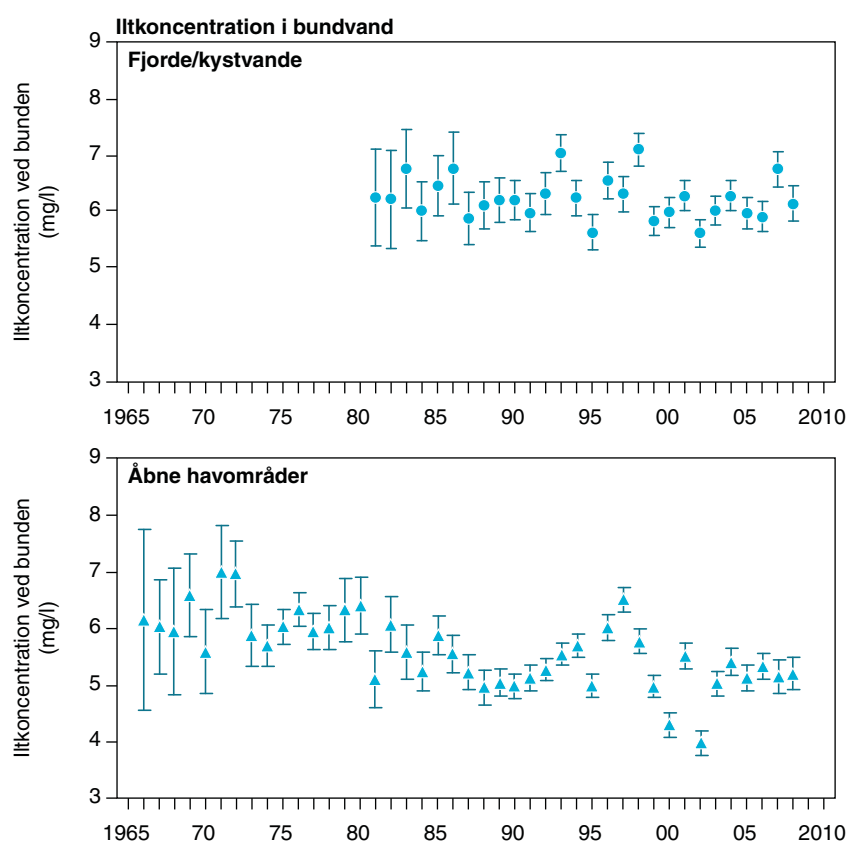 Iltkoncentration i bundvand
Fjorde/kystvande
Iltkoncentration ved bunden
(mg/l)
9
8
7
6
5
4
3
1965 70 75 80 85 90 95 00 05 2010
Åbne havområder
Iltkoncentration ved bunden
(mg/l)
9
8
7
6
5
4
3
1965 70 75 80 85 90 95 00 05 2010